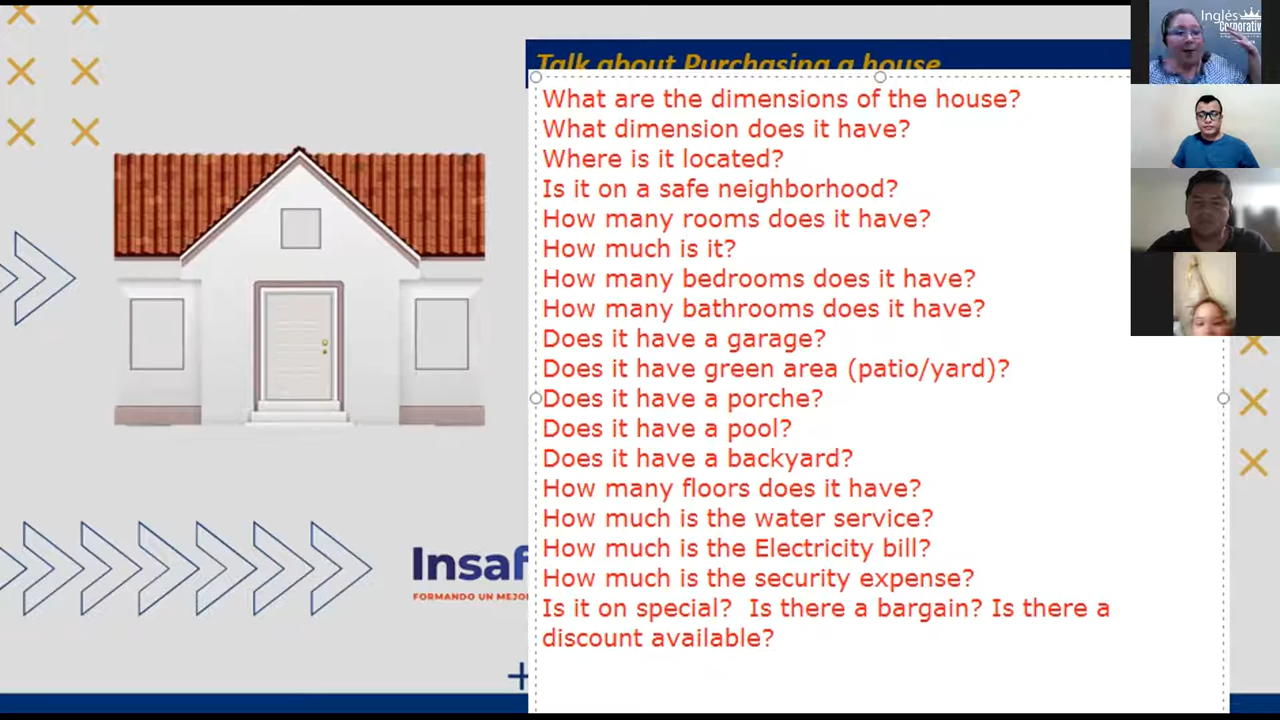 Inglés
Corporativ
Talk about Purchasing a house
What are the dimensions of the house?
What dimension does it have?
Where is it located?
Is it on a safe neighborhood?
How many rooms does it have?
How much is it?
How many bedrooms does it have?
How many bathrooms does it have?
Does it have a garage?
Does it have green area (patio/yard)?
Does it have a porche?
Does it have a pool?
Does it have a backyard?
How many floors does it have?
How much is the water service?
How much is the Electricity bill?
How much is the security expense?
Is it on special?  Is there a bargain? Is there a
discount available?
Insaf
FORMANDO UN MEJO